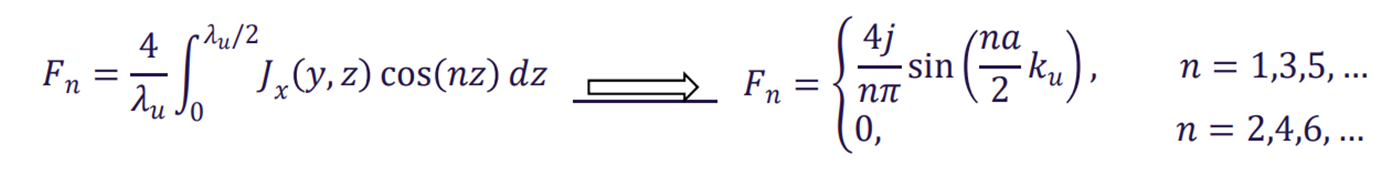 F_n = \frac{4}{\lambda_u} \int_0^{\lambda_u/2} J_x(y, z) \cos(nz) \, dz \Longrightarrow F_n = \begin{cases} \frac{4j}{n\pi} \sin\left(\frac{na}{2} k_u\right), & n = 1,3,5, \ldots \\ 0, & n = 2,4,6, \ldots \end{cases}